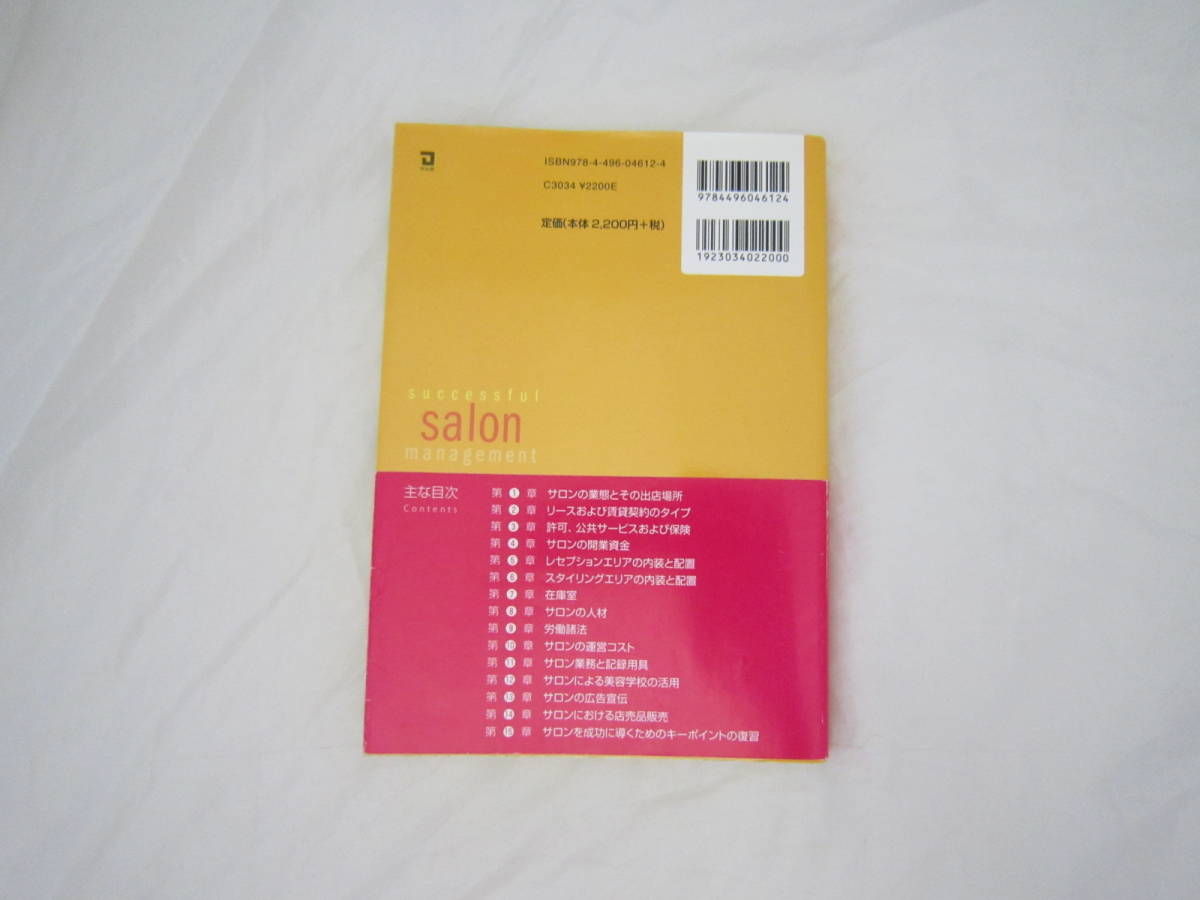 ISBN978-4-496-04612-4
C3034 ¥2200E
定価(本体2,200円+税)
9784496046124
1923034022000
successful
salon
management
主な目次
Contents
第1章 サロンの業態とその出店場所
第2章 リースおよび賃貸契約のタイプ
第3章 許可、公共サービスおよび保険
第4章 サロンの開業資金
第5章 レセプションエリアの内装と配置
第6章 スタイリングエリアの内装と配置
第7章 在庫室
第8章 サロンの人材
第9章 労働諸法
第10章 サロンの運営コスト
第11章 サロン業務と記録用具
第12章 サロンによる美容学校の活用
第13章 サロンの広告宣伝
第14章 サロンにおける店売品販売
第15章 サロンを成功に導くためのキーポイントの復習